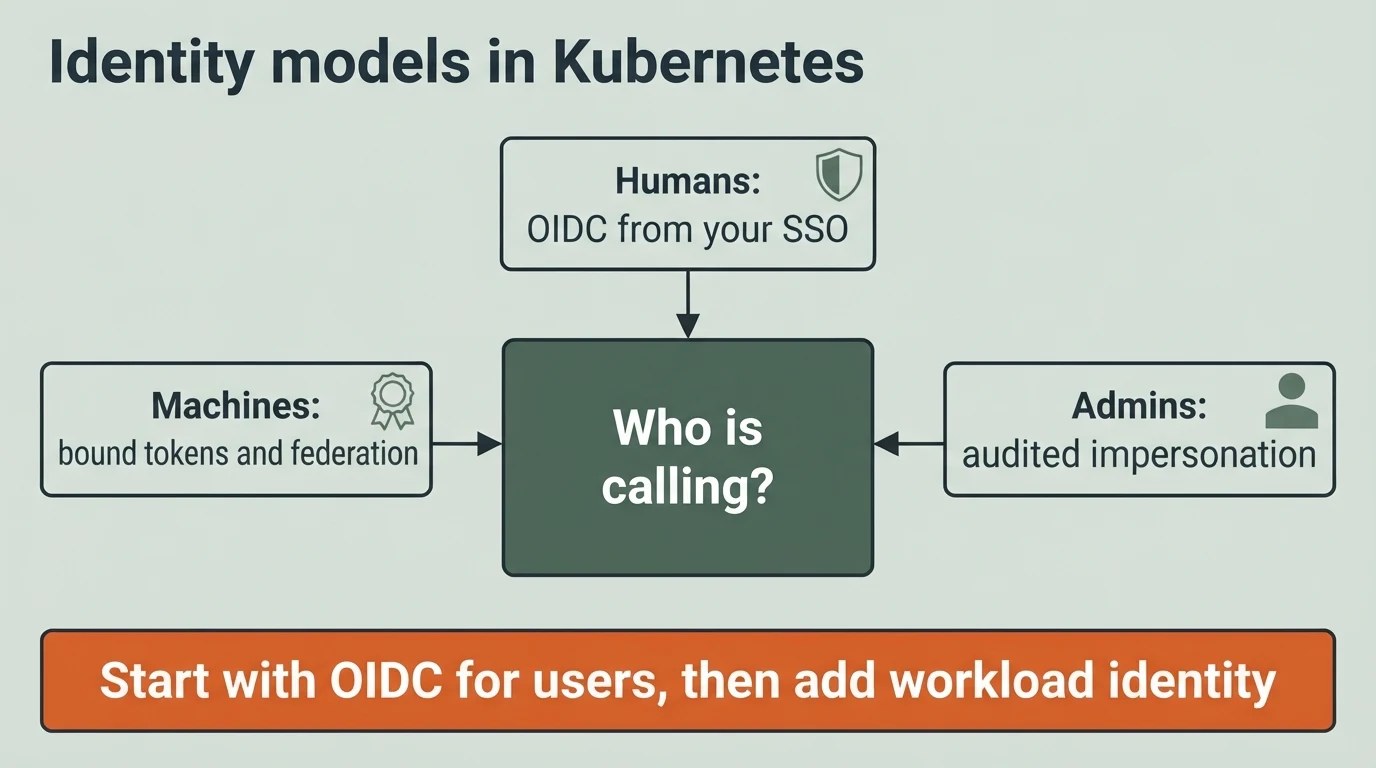 Identity models in Kubernetes
Humans:
OIDC from your SSO
Machines:
bound tokens and federation
Who is
calling?
Admins:
audited impersonation
Start with OIDC for users, then add workload identity